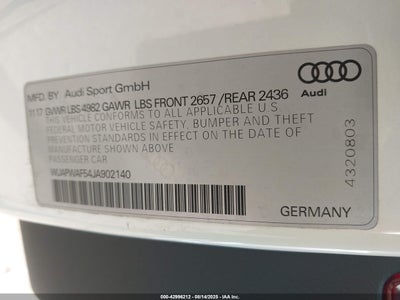 MFD. BY Audi Sport GmbH
11.17 GVWR LBS 4982 GAWR LBS FRONT 2657 /REAR 2436
THIS VEHICLE CONFORMS TO ALL APPLICABLE U.S
FEDERAL MOTOR VEHICLE SAFETY, BUMPER AND THEFT
PREVENTION STANDARDS IN EFFECT ON THE DATE OF
MANUFACTURE SHOWN ABOVE
PASSENGER CAR
WUAPWAF54JA902140
Audi
4320803
GERMANY
000-42996212 - 08/14/2025 - IAA Inc.